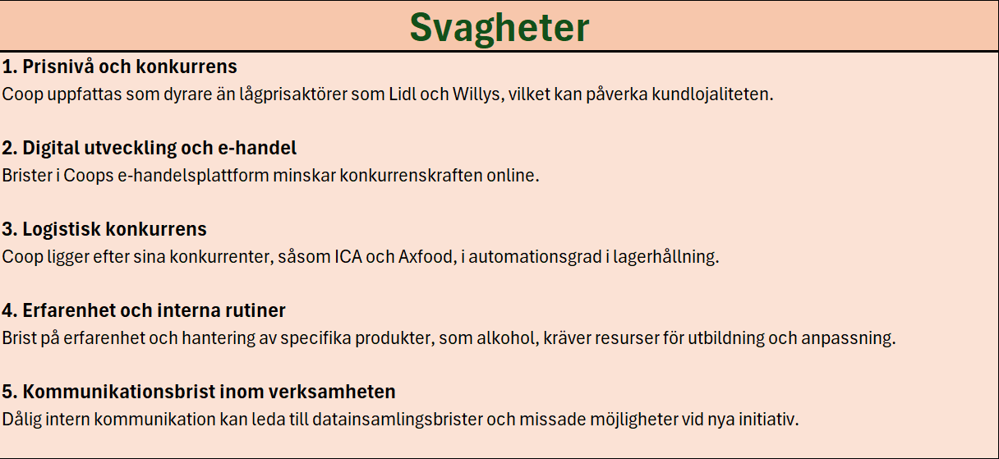 Svagheter
1. Prisnivå och konkurrens
Coop uppfattas som dyrare än lågprisaktörer som Lidl och Willys, vilket kan påverka kundlojaliteten.
2. Digital utveckling och e-handel
Brister i Coops e-handelsplattform minskar konkurrenskraften online.
3. Logistisk konkurrens
Coop ligger efter sina konkurrenter, såsom ICA och Axfood, i automationsgrad i lagerhållning.
4. Erfarenhet och interna rutiner
Brist på erfarenhet och hantering av specifika produkter, som alkohol, kräver resurser för utbildning och anpassning.
5. Kommunikationsbrist inom verksamheten
Dålig intern kommunikation kan leda till datainsamlingsbrister och missade möjligheter vid nya initiativ.